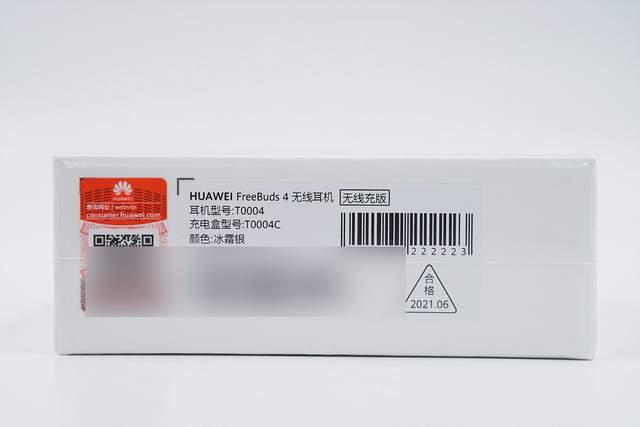 HUAWEI
查询网址 / website
consumer.huawei.com
HUAWEI FreeBuds 4 无线耳机 无线充版
耳机型号:T0004
充电盒型号:T0004C
颜色:冰霜银
222223
合
格
2021.06